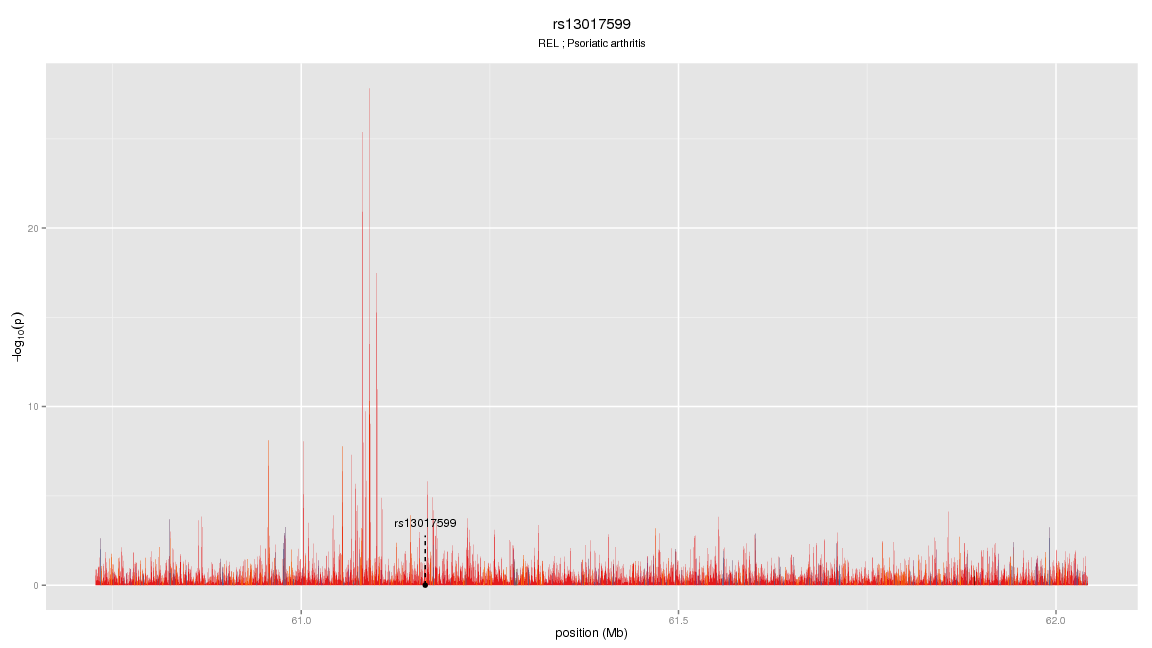 rs13017599
REL ; Psoriatic arthritis
20
10
0
−log10(p)
rs13017599
61.0
61.5
62.0
position (Mb)